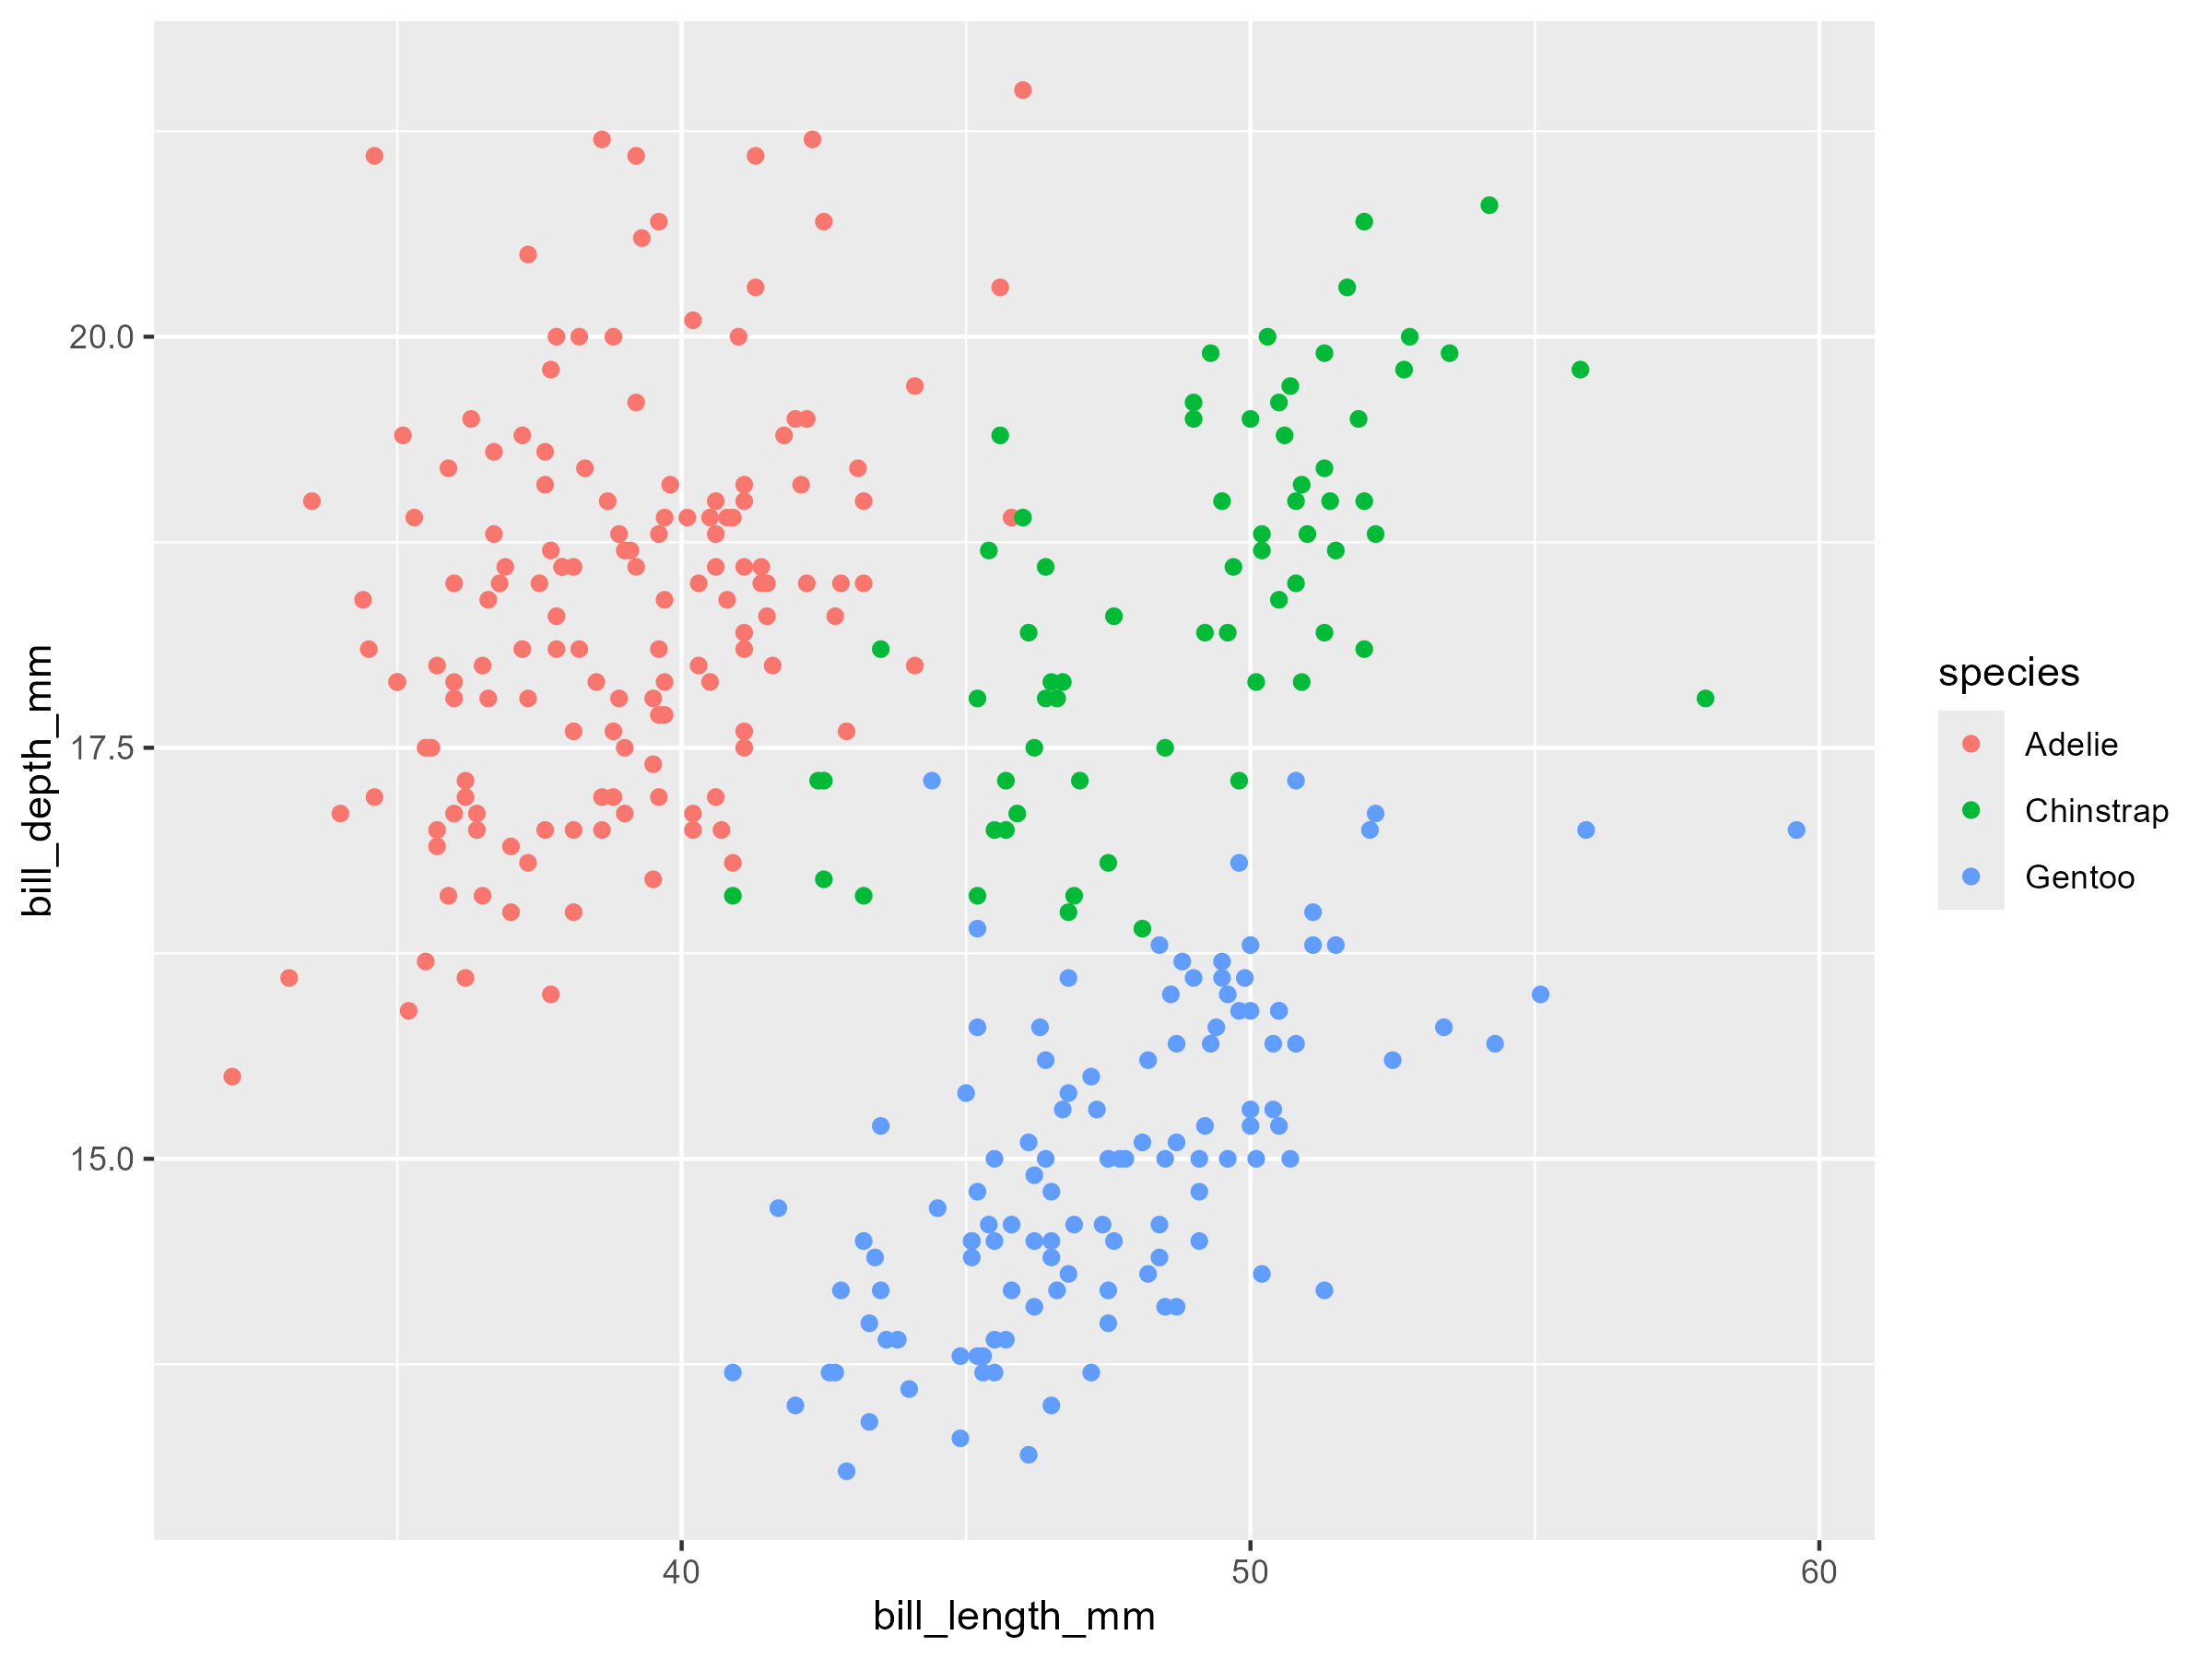 bill_depth_mm
20.0
17.5
15.0
40 50 60
bill_length_mm
species
Adelie
Chinstrap
Gentoo